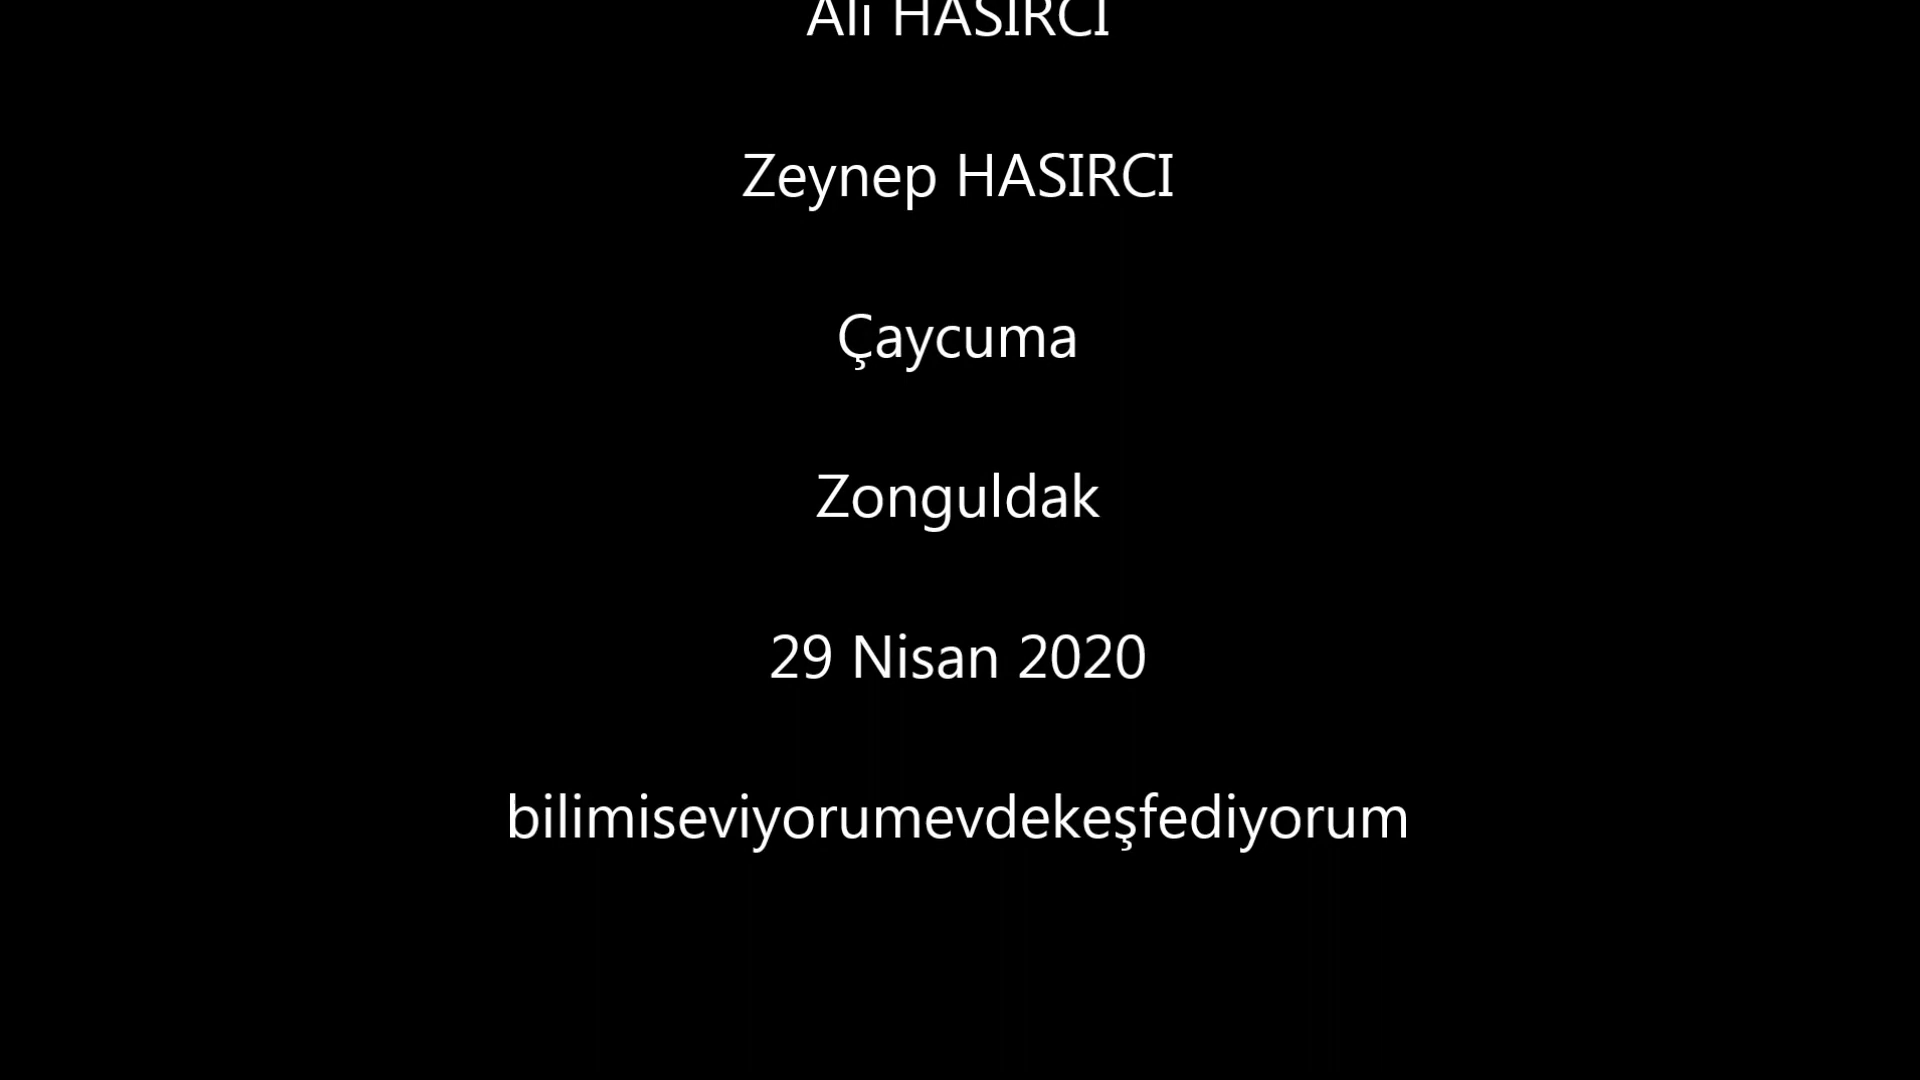 Ali HASIRCI
Zeynep HASIRCI
Çaycuma
Zonguldak
29 Nisan 2020
bilimiseviyorumevdekeşfediyorum